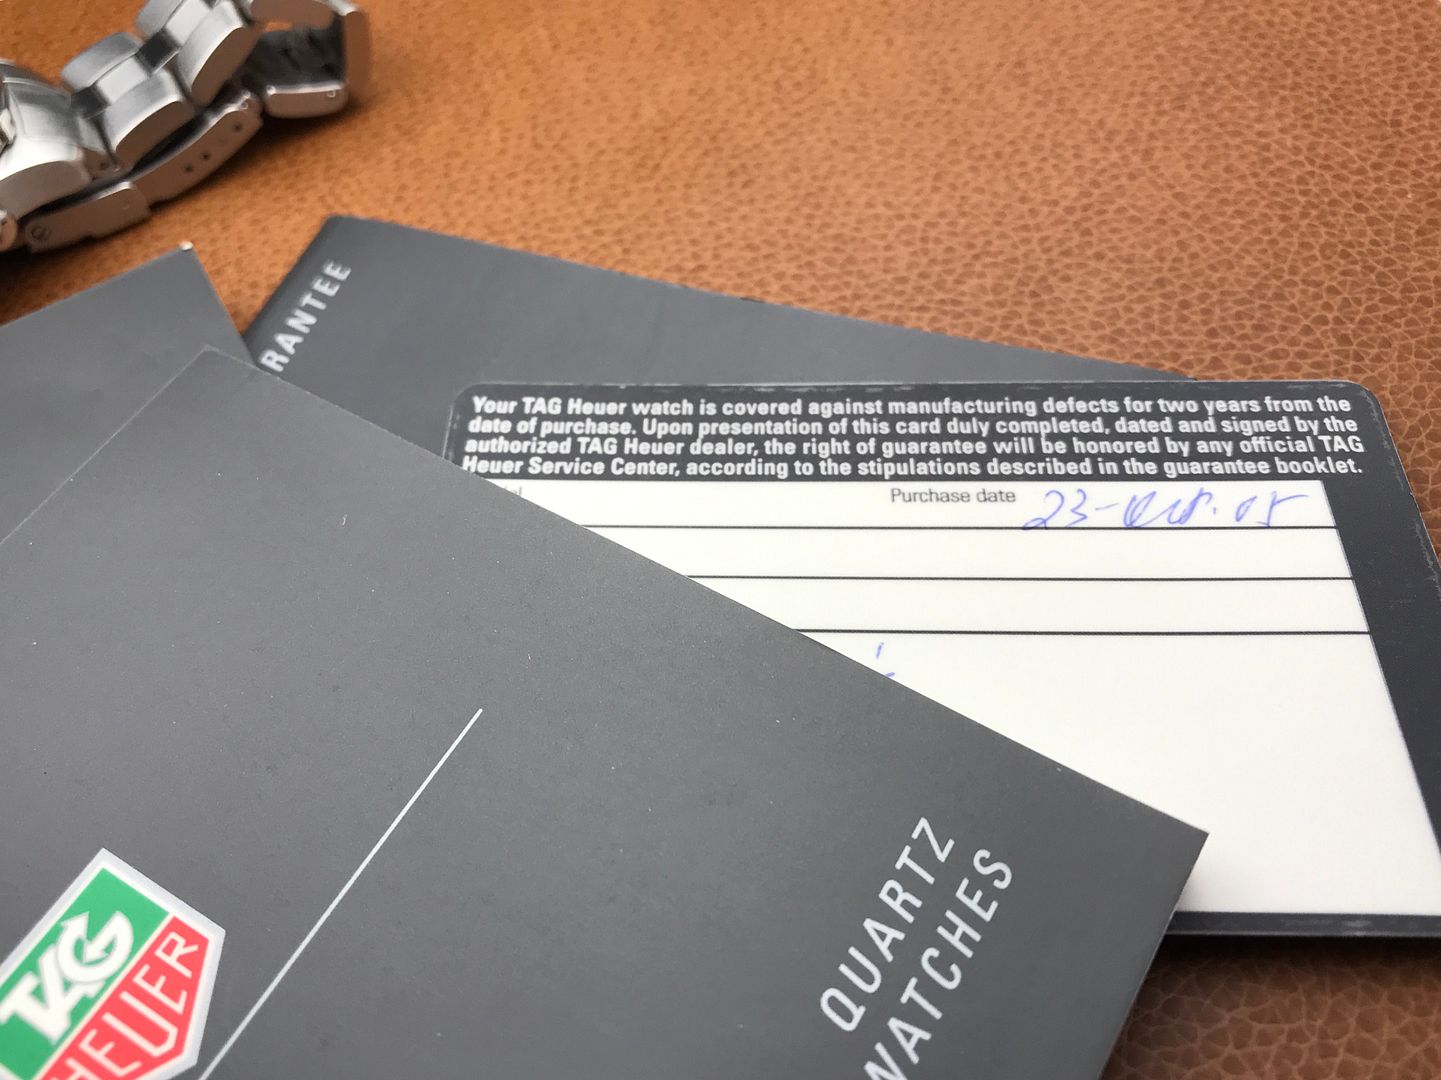 RANTEE
Your TAG Heuer watch is covered against manufacturing defects for two years from the
date of purchase. Upon presentation of this card duly completed, dated and signed by the
authorized TAG Heuer dealer, the right of guarantee will be honored by any official TAG
Heuer Service Center, according to the stipulations described in the guarantee booklet.
Purchase date 23-Oct.05
QUARTZ
WATCHES
TAG
HEUER